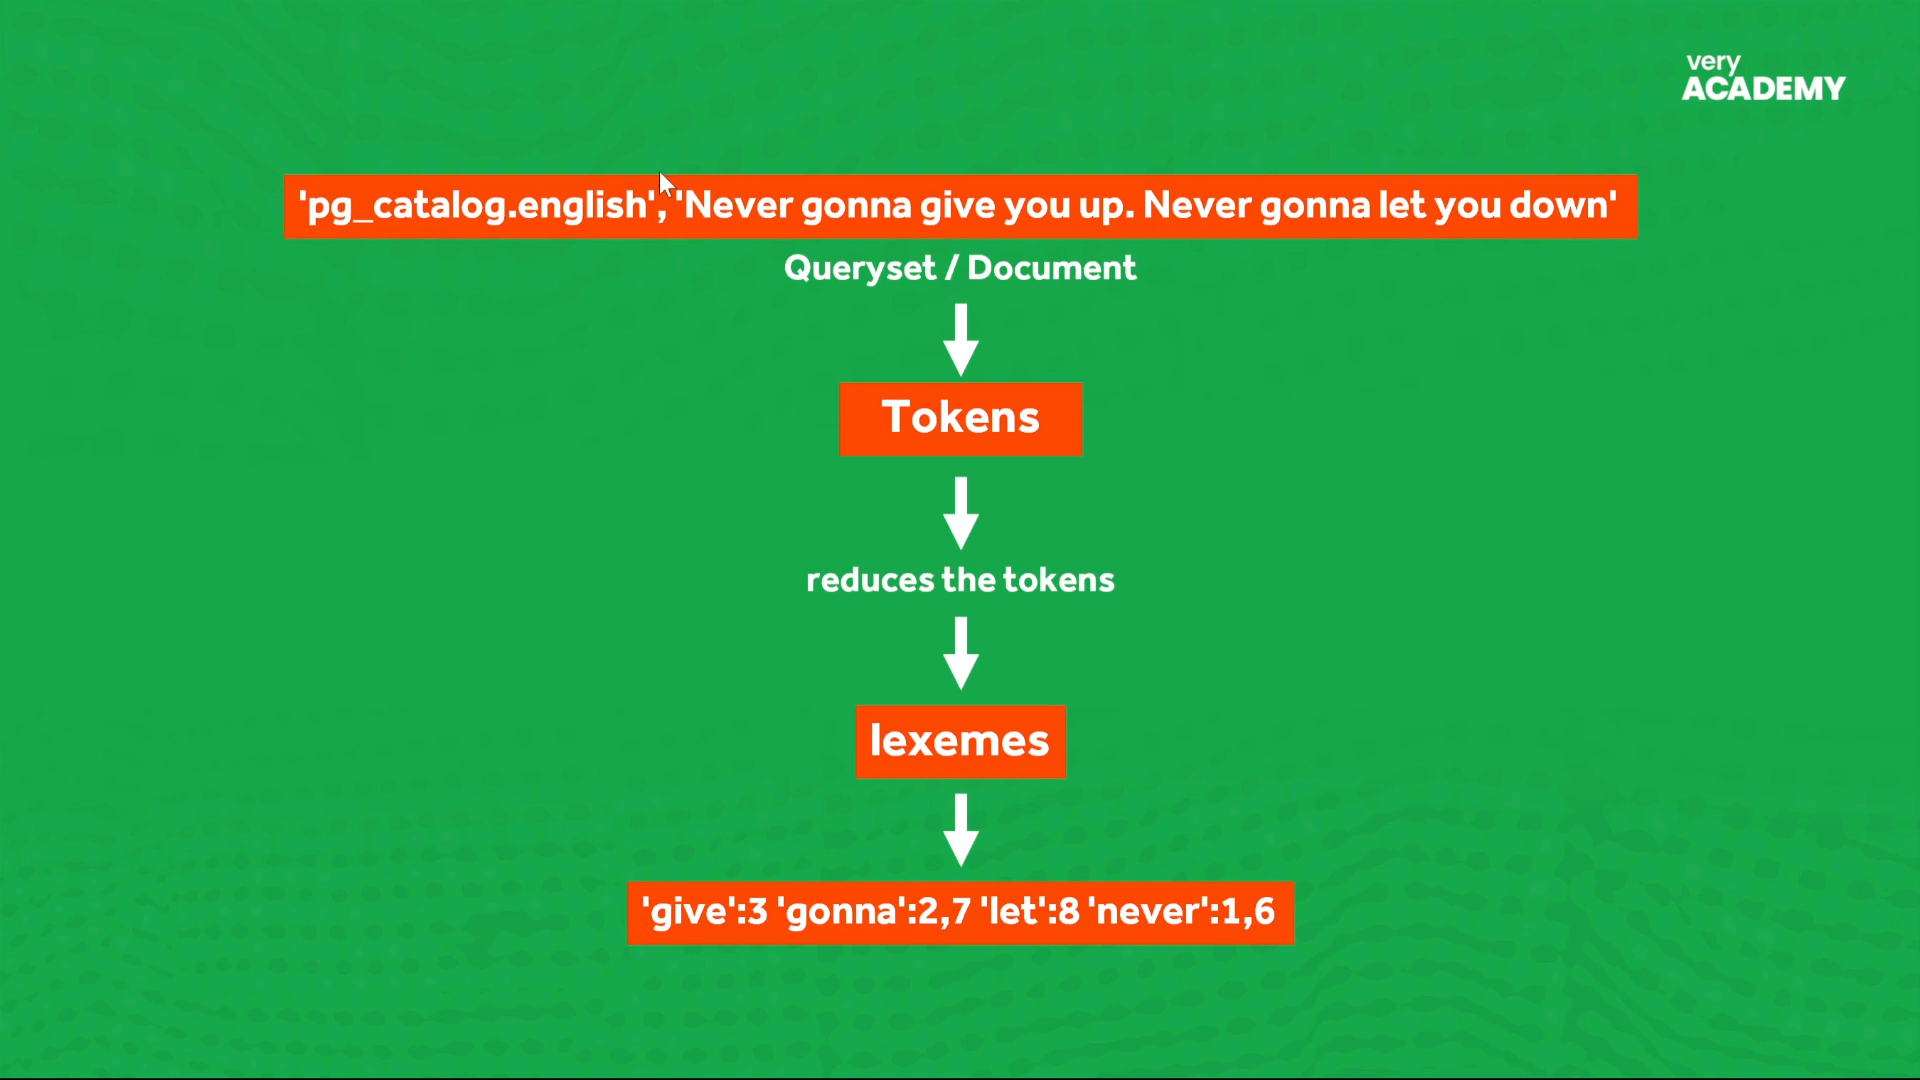 very
ACADEMY
'pg_catalog.english', 'Never gonna give you up. Never gonna let you down'
Queryset / Document
Tokens
reduces the tokens
lexemes
'give':3 'gonna':2,7 'let':8 'never':1,6